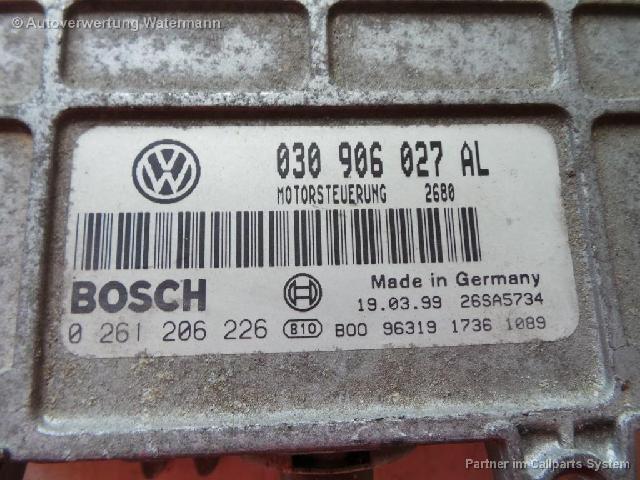 © Autoverwertung Watermann
VW
030 906 027 AL
MOTORSTEUERUNG 2680
BOSCH
Made in Germany
19.03.99 26SA5734
0 261 206 226 B10 B00 96319 1736 1089
Partner im Callparts System